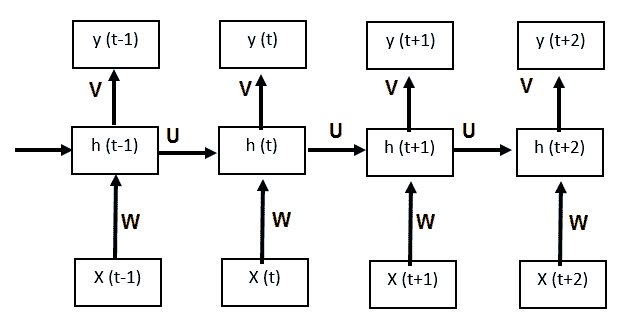 y (t-1)
y (t)
y (t+1)
y (t+2)
V
V
V
V
h (t-1)
U
h (t)
U
h (t+1)
U
h (t+2)
W
W
W
W
X (t-1)
X (t)
X (t+1)
X (t+2)